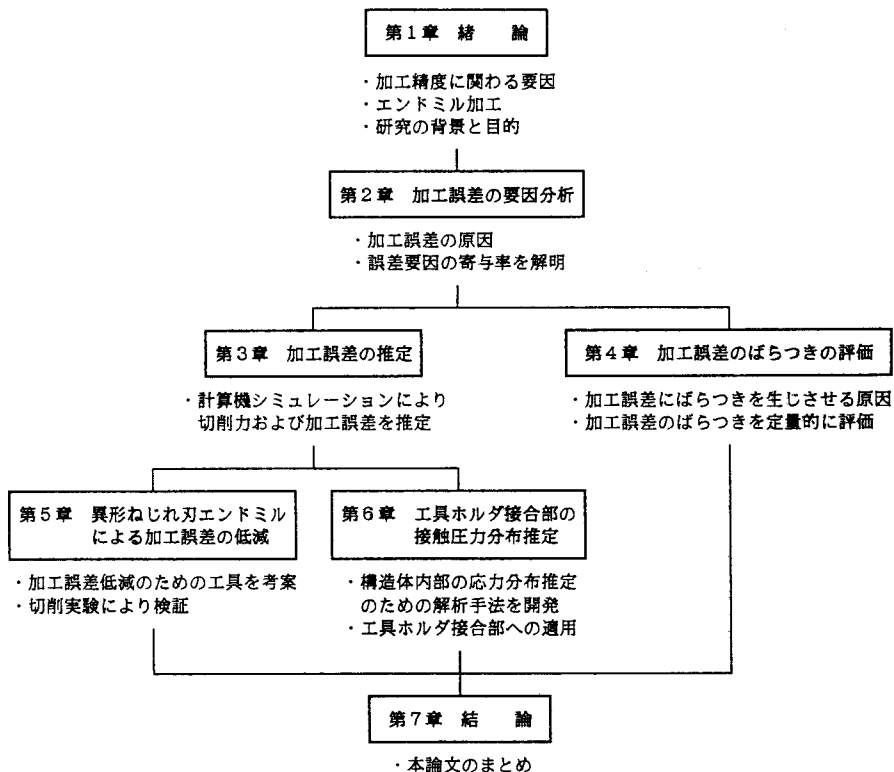 第1章 緒 論
・加工精度に関わる要因
・エンドミル加工
・研究の背景と目的
第2章 加工誤差の要因分析
・加工誤差の原因
・誤差要因の寄与率を解明
第3章 加工誤差の推定
・計算機シミュレーションにより
切削力および加工誤差を推定
第4章 加工誤差のばらつきの評価
・加工誤差にばらつきを生じさせる原因
・加工誤差のばらつきを定量的に評価
第5章 異形ねじれ刃エンドミル
による加工誤差の低減
・加工誤差低減のための工具を考案
・切削実験により検証
第6章 工具ホルダ接合部の
接触圧力分布推定
・構造体内部の応力分布推定
のための解析手法を開発
・工具ホルダ接合部への適用
第7章 結 論
・本論文のまとめ